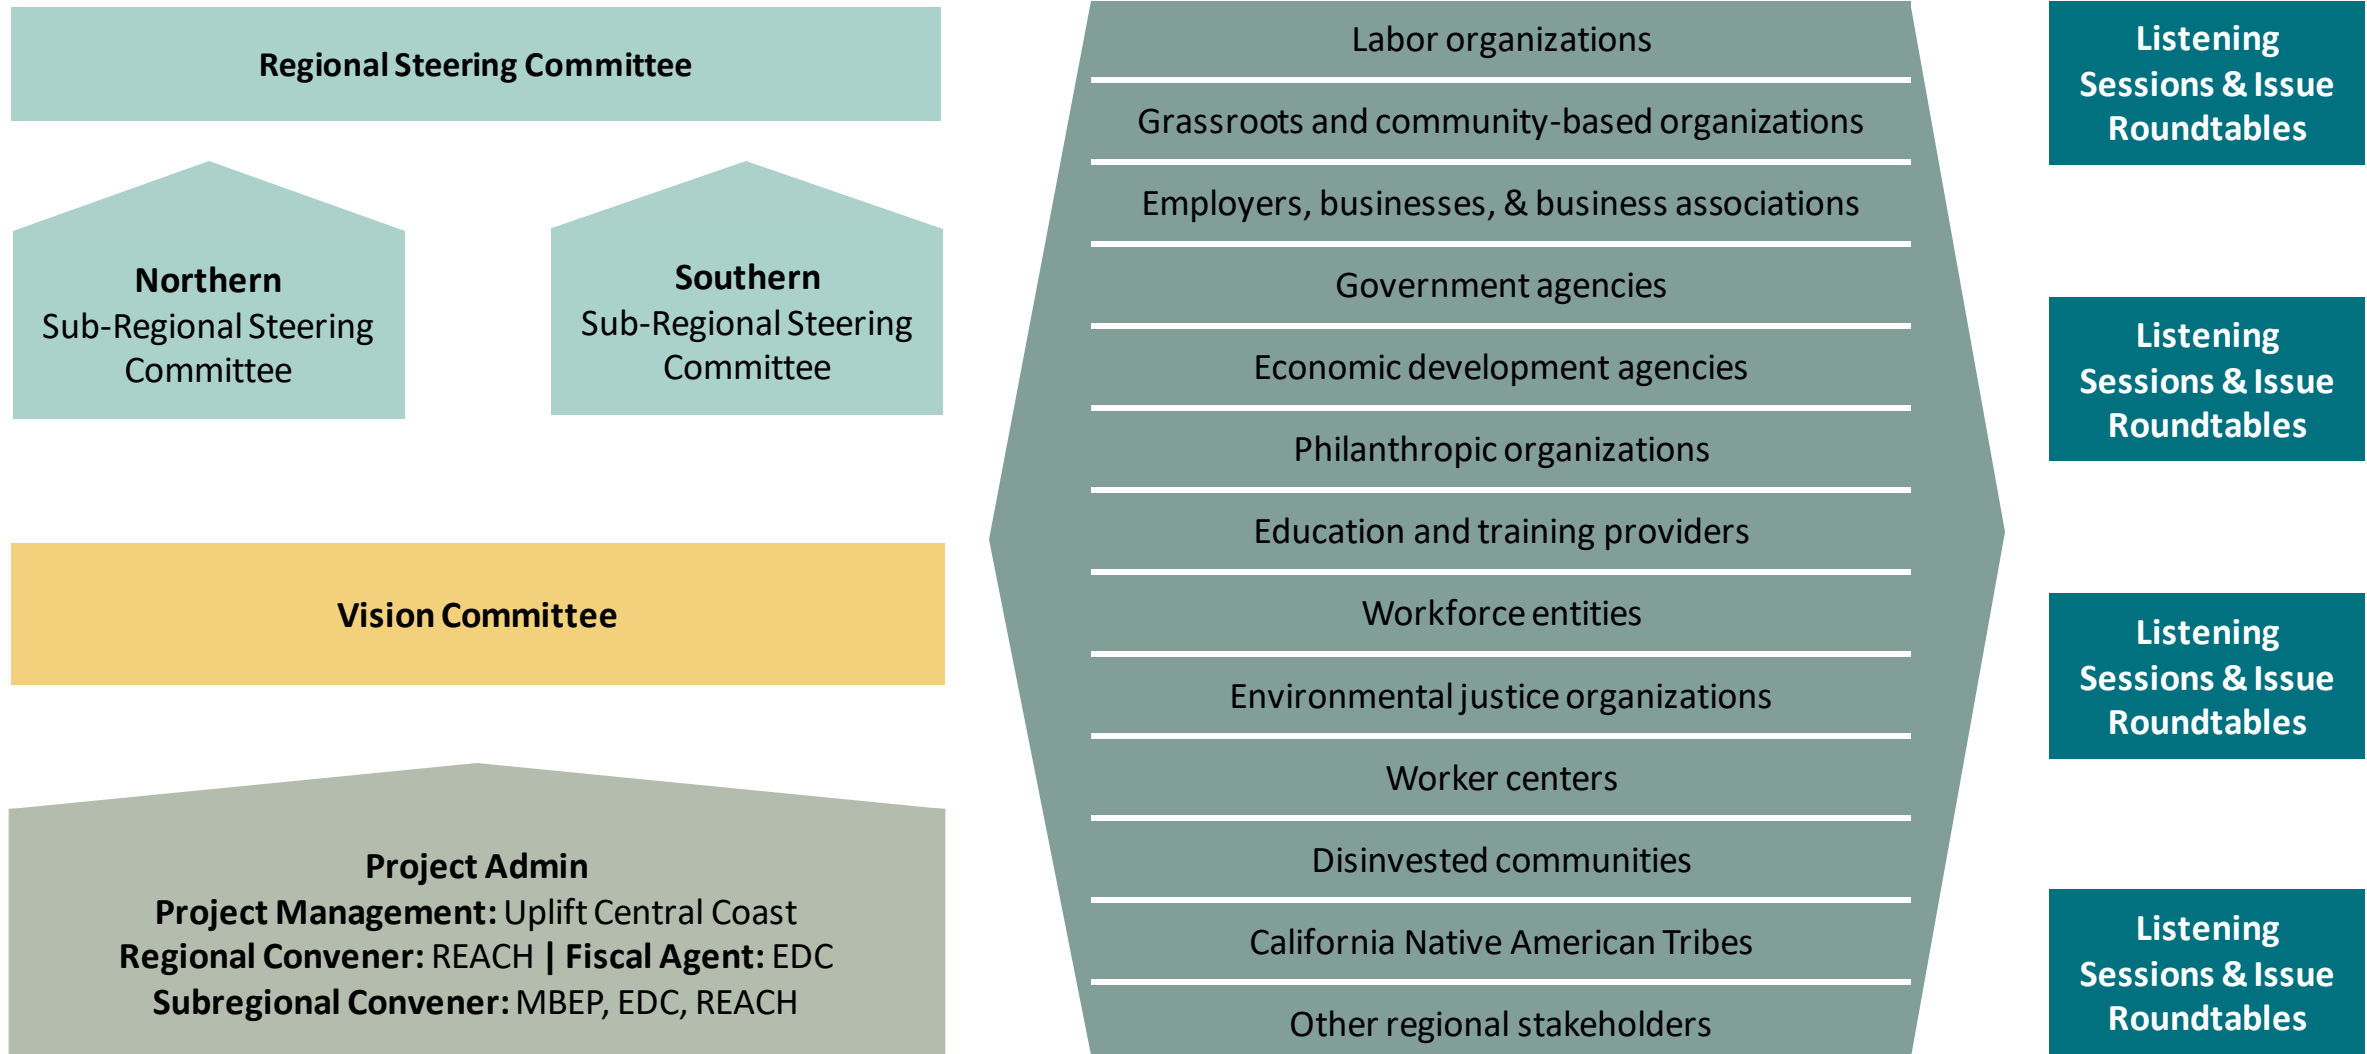 Regional Steering Committee
Northern
Sub-Regional Steering
Committee
Southern
Sub-Regional Steering
Committee
Vision Committee
Project Admin
Project Management: Uplift Central Coast
Regional Convener: REACH | Fiscal Agent: EDC
Subregional Convener: MBEP, EDC, REACH
Labor organizations
Grassroots and community-based organizations
Employers, businesses, & business associations
Government agencies
Economic development agencies
Philanthropic organizations
Education and training providers
Workforce entities
Environmental justice organizations
Worker centers
Disinvested communities
California Native American Tribes
Other regional stakeholders
Listening
Sessions & Issue
Roundtables
Listening
Sessions & Issue
Roundtables
Listening
Sessions & Issue
Roundtables
Listening
Sessions & Issue
Roundtables